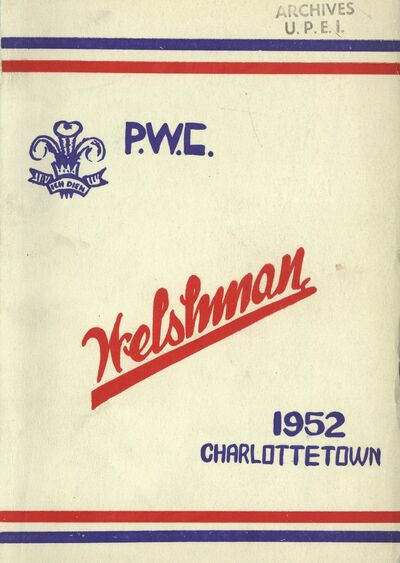 ARCHIVES
U.P.E.I.
P.W.C.
ICH DIEN
Welshman
1952
CHARLOTTETOWN